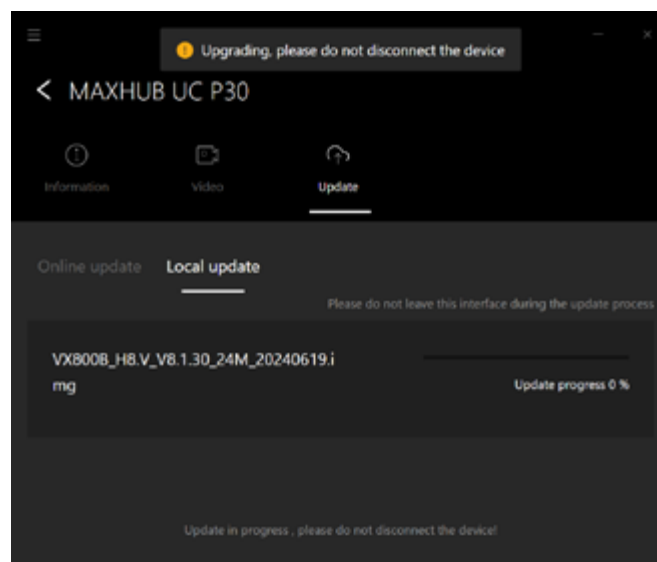 Upgrading, please do not disconnect the device
MAXHUB UC P30
Information
Video
Update
Online update
Local update
Please do not leave this interface during the update process
VX800B_H8.V_V8.1.30_24M_20240619.i
mg
Update progress 0 %
Update in progress , please do not disconnect the device!